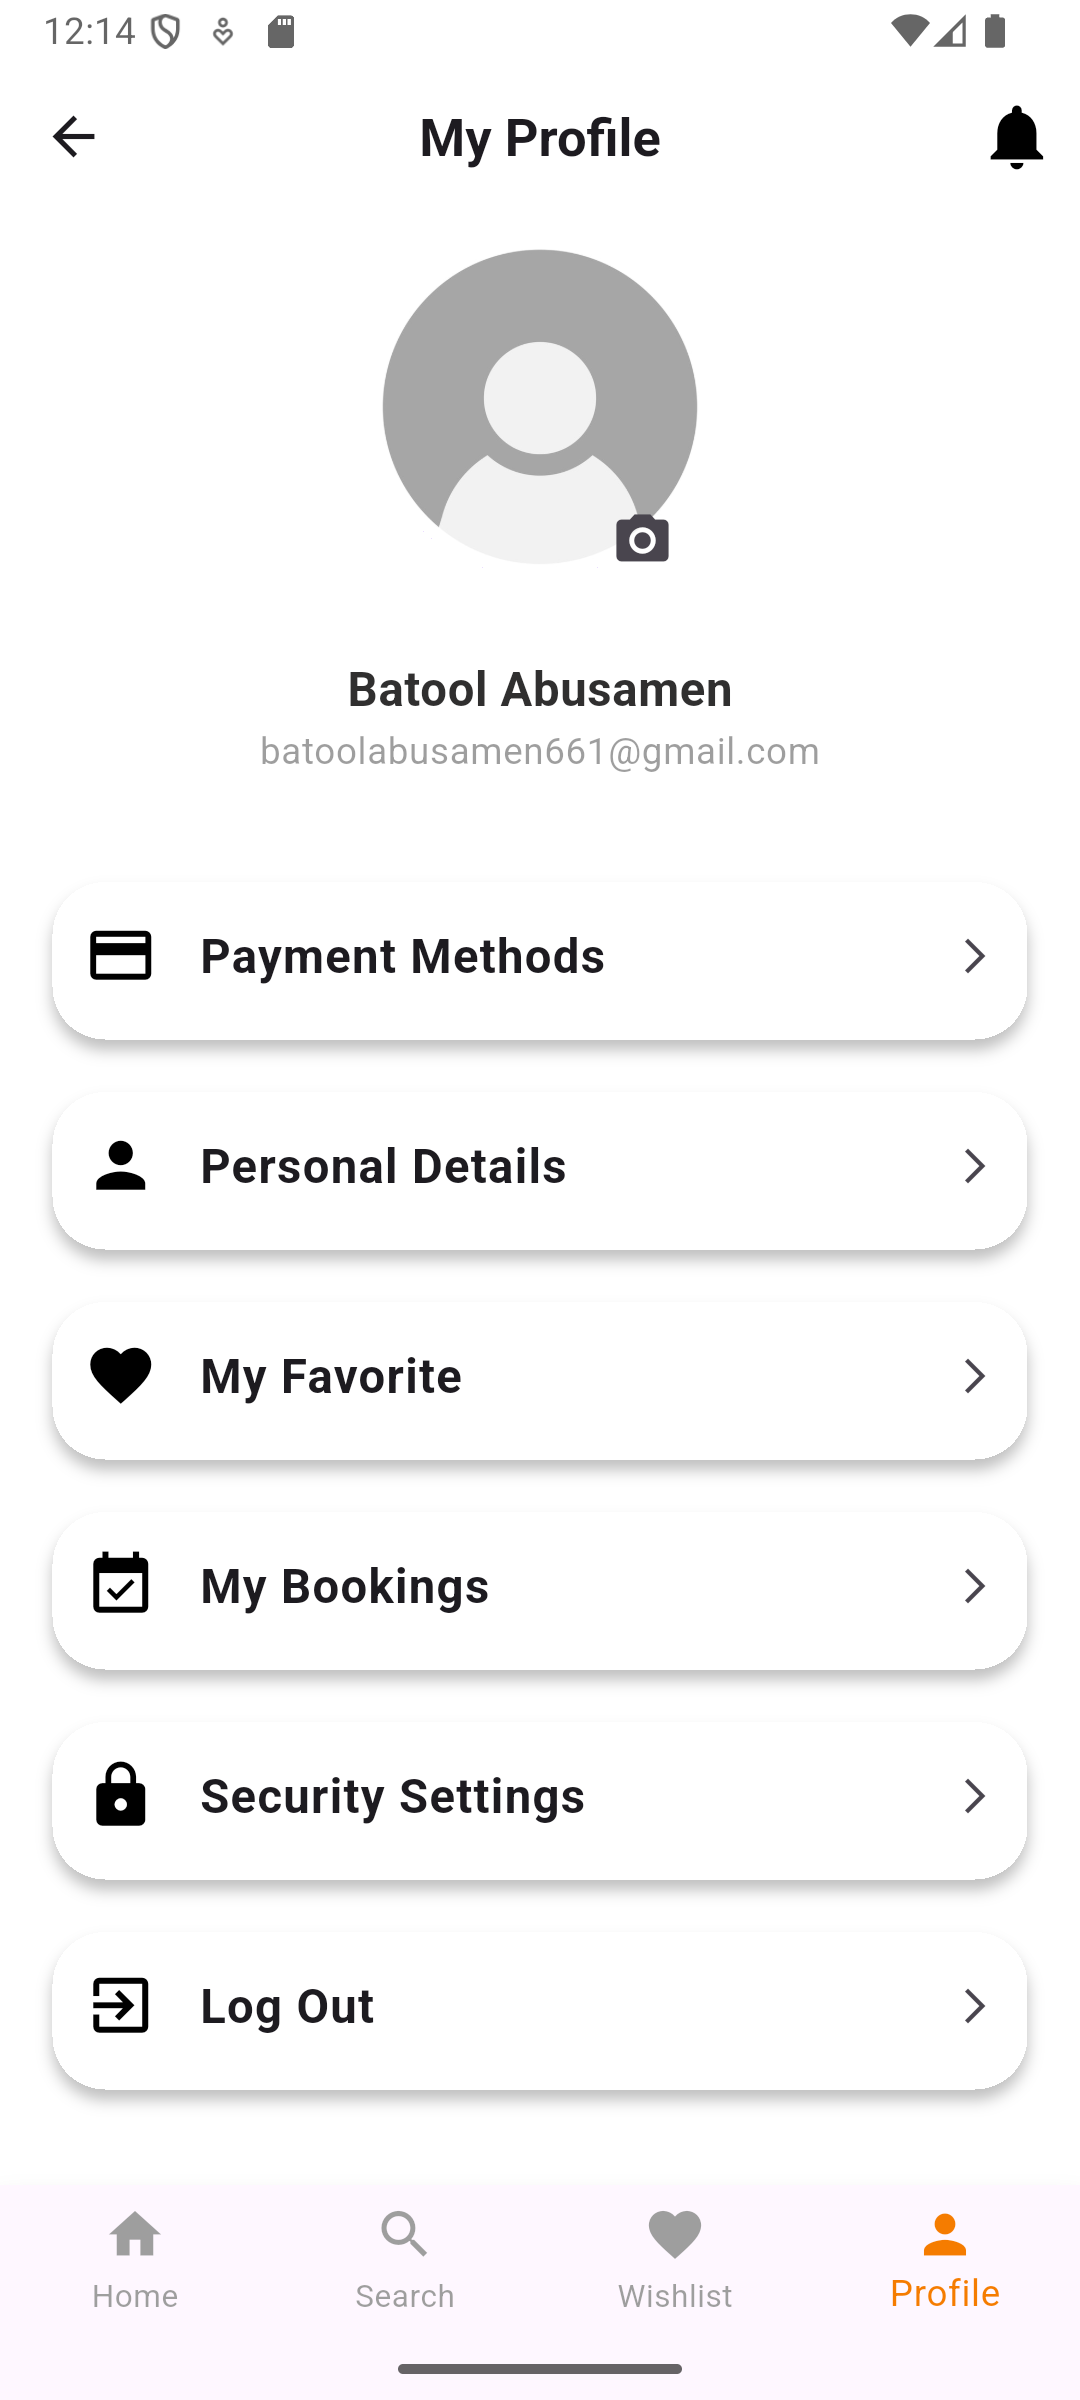 12:14
My Profile
Batool Abusamen
batoolabusamen661@gmail.com
Payment Methods
Personal Details
My Favorite
My Bookings
Security Settings
Log Out
Home
Search
Wishlist
Profile